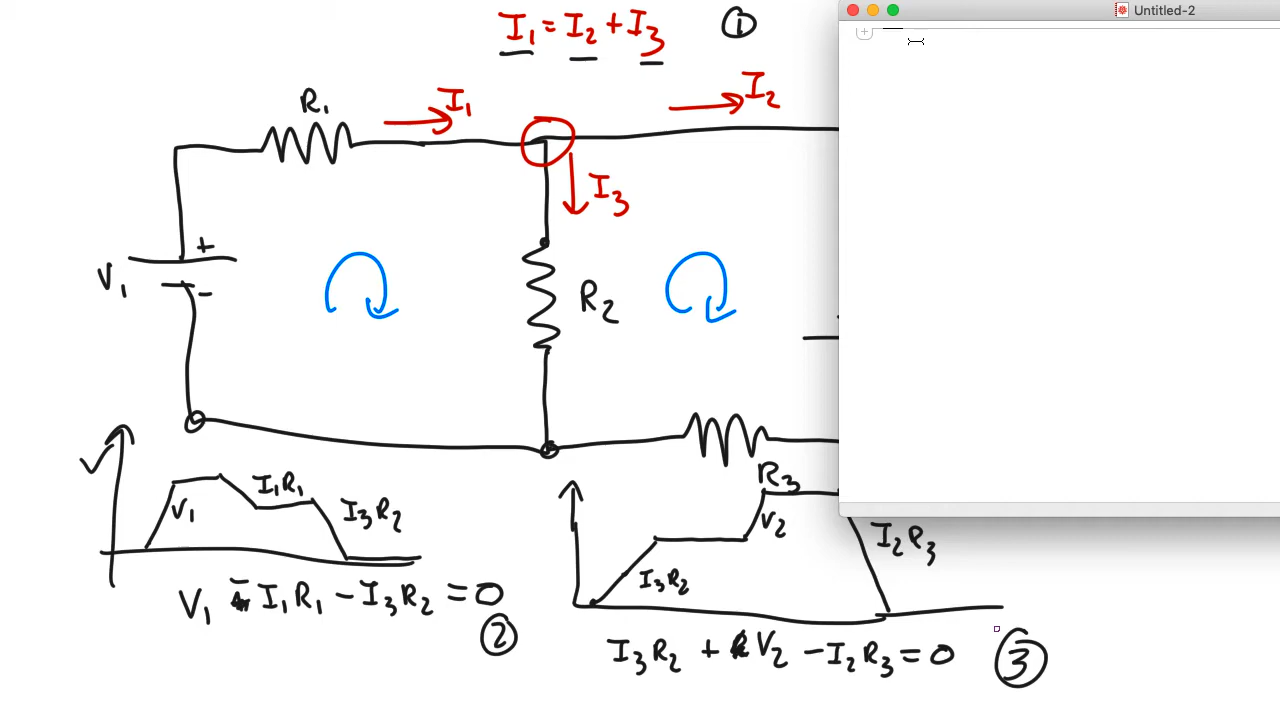 I₁ = I₂ + I₃ ①
Untitled-2
R₁
I₁
I₂
I₃
+
V₁
-
R₂
R₃
V
V₁
I₁R₁
I₃R₂
I₃R₂
V₂
I₂R₃
V₁ - I₁R₁ - I₃R₂ = 0
②
I₃R₂ + V₂ - I₂R₃ = 0 ③